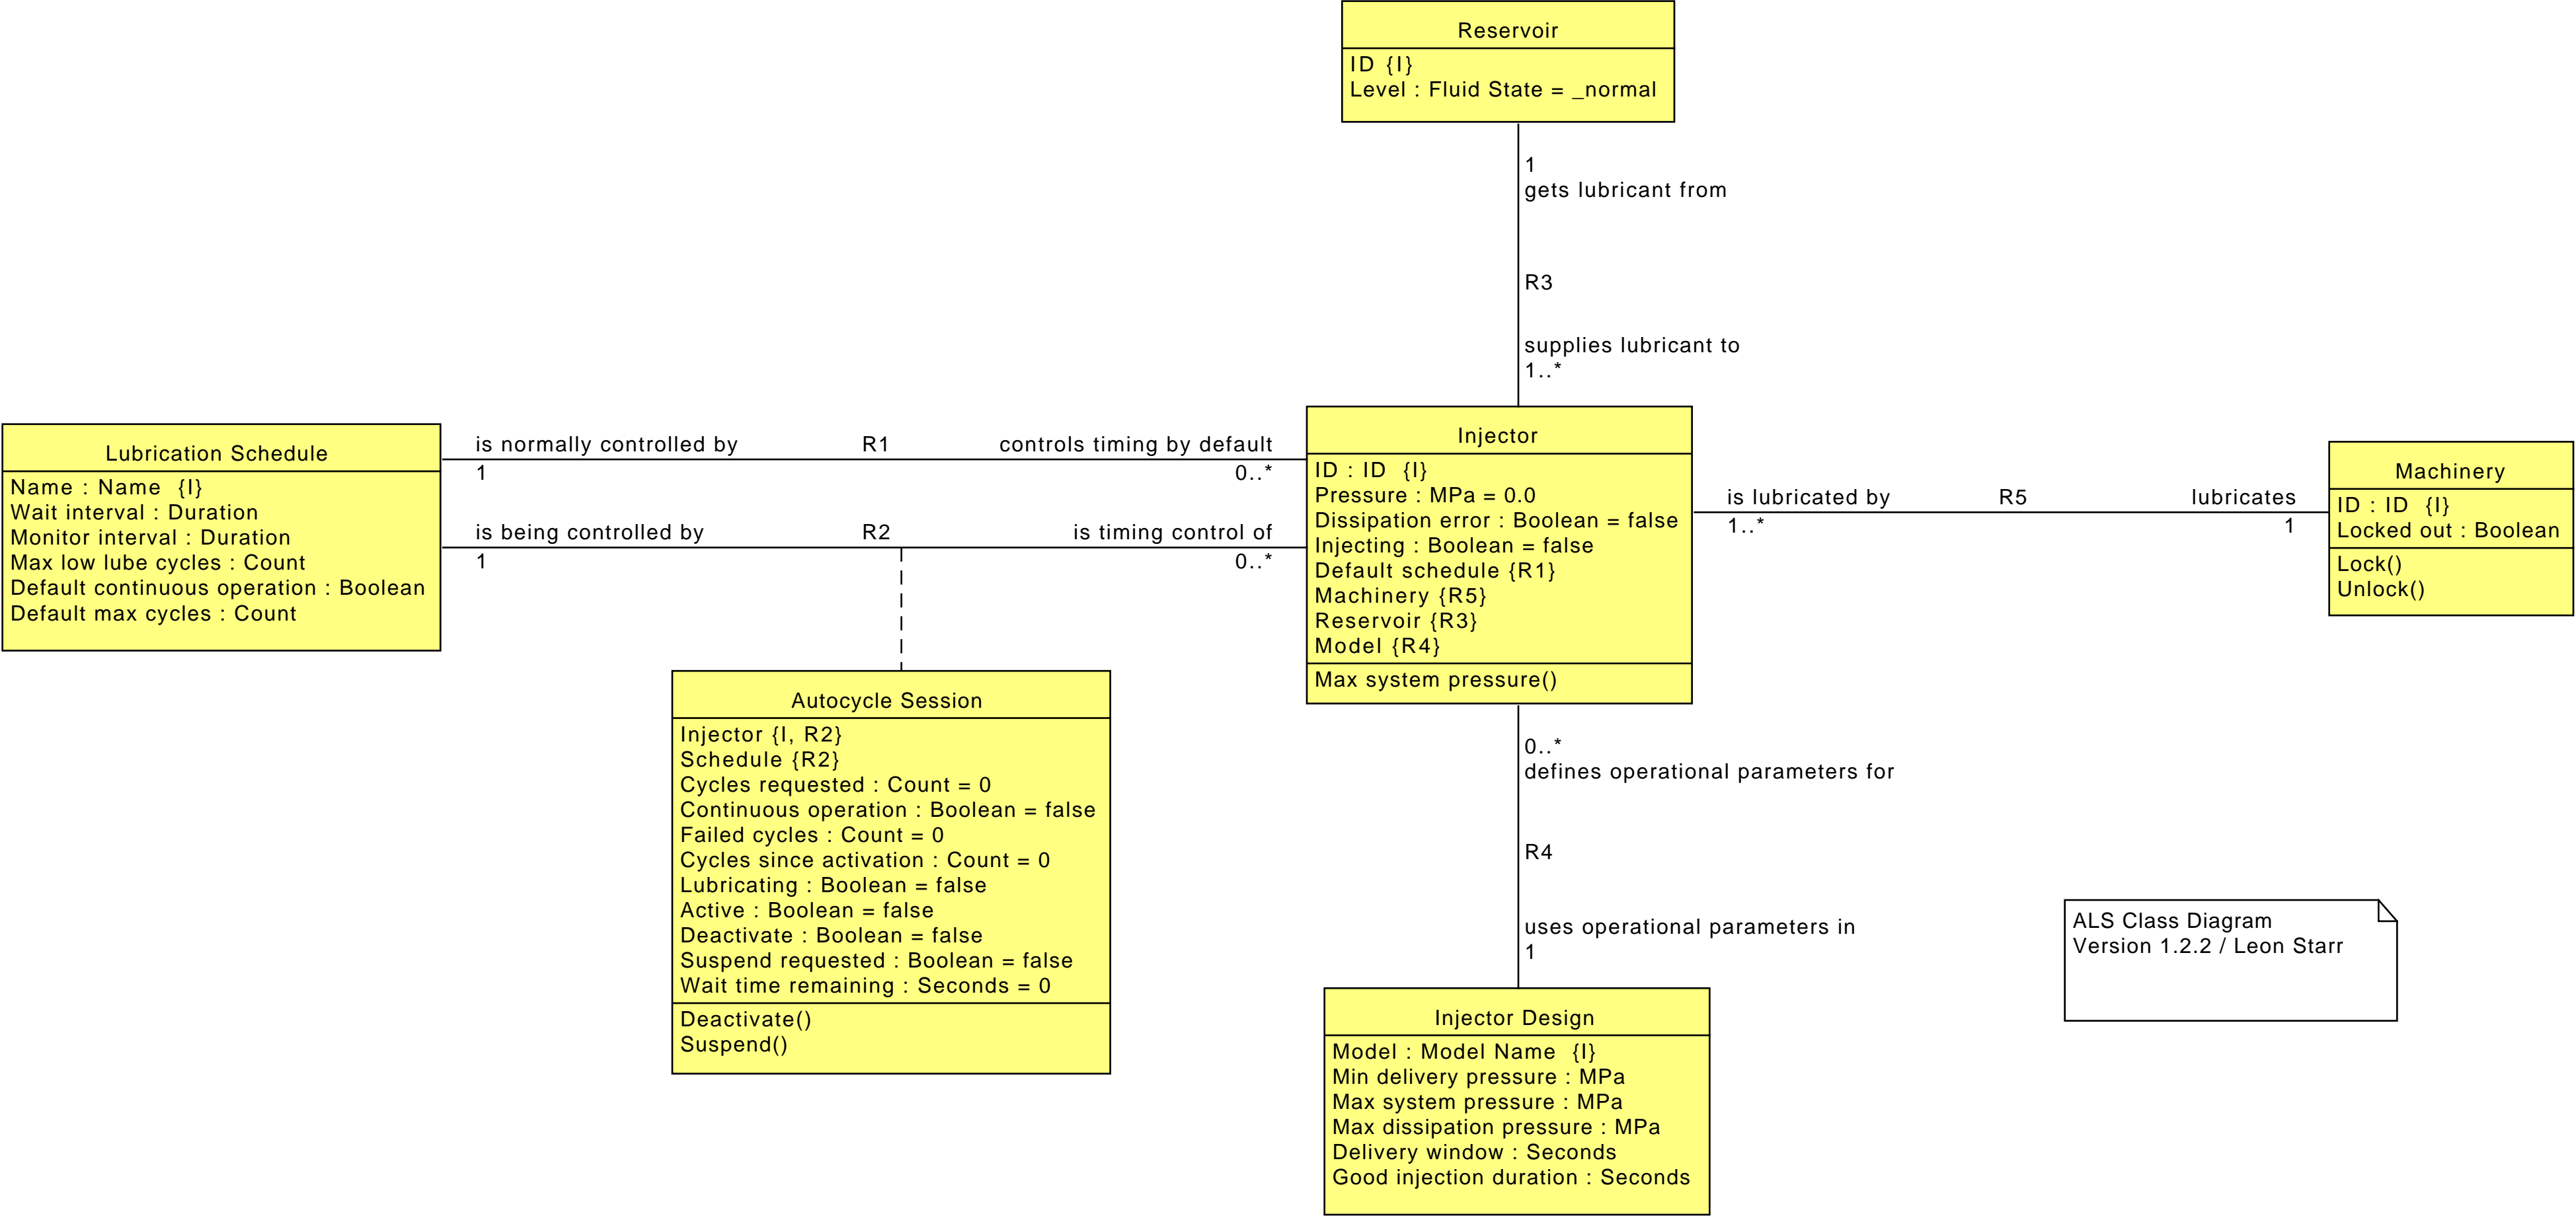 Reservoir
ID {I}
Level : Fluid State = _normal
1
gets lubricant from
R3
supplies lubricant to
1..*
Lubrication Schedule
Name : Name {I}
Wait interval : Duration
Monitor interval : Duration
Max low lube cycles : Count
Default continuous operation : Boolean
Default max cycles : Count
is normally controlled by
R1
controls timing by default
1
0..*
is being controlled by
R2
is timing control of
1
0..*
Injector
ID : ID {I}
Pressure : MPa = 0.0
Dissipation error : Boolean = false
Injecting : Boolean = false
Default schedule {R1}
Machinery {R5}
Reservoir {R3}
Model {R4}
Max system pressure()
is lubricated by
R5
lubricates
1..*
1
Machinery
ID : ID {I}
Locked out : Boolean
Lock()
Unlock()
Autocycle Session
Injector {I, R2}
Schedule {R2}
Cycles requested : Count = 0
Continuous operation : Boolean = false
Failed cycles : Count = 0
Cycles since activation : Count = 0
Lubricating : Boolean = false
Active : Boolean = false
Deactivate : Boolean = false
Suspend requested : Boolean = false
Wait time remaining : Seconds = 0
Deactivate()
Suspend()
0..*
defines operational parameters for
R4
uses operational parameters in
1
Injector Design
Model : Model Name {I}
Min delivery pressure : MPa
Max system pressure : MPa
Max dissipation pressure : MPa
Delivery window : Seconds
Good injection duration : Seconds
ALS Class Diagram
Version 1.2.2 / Leon Starr